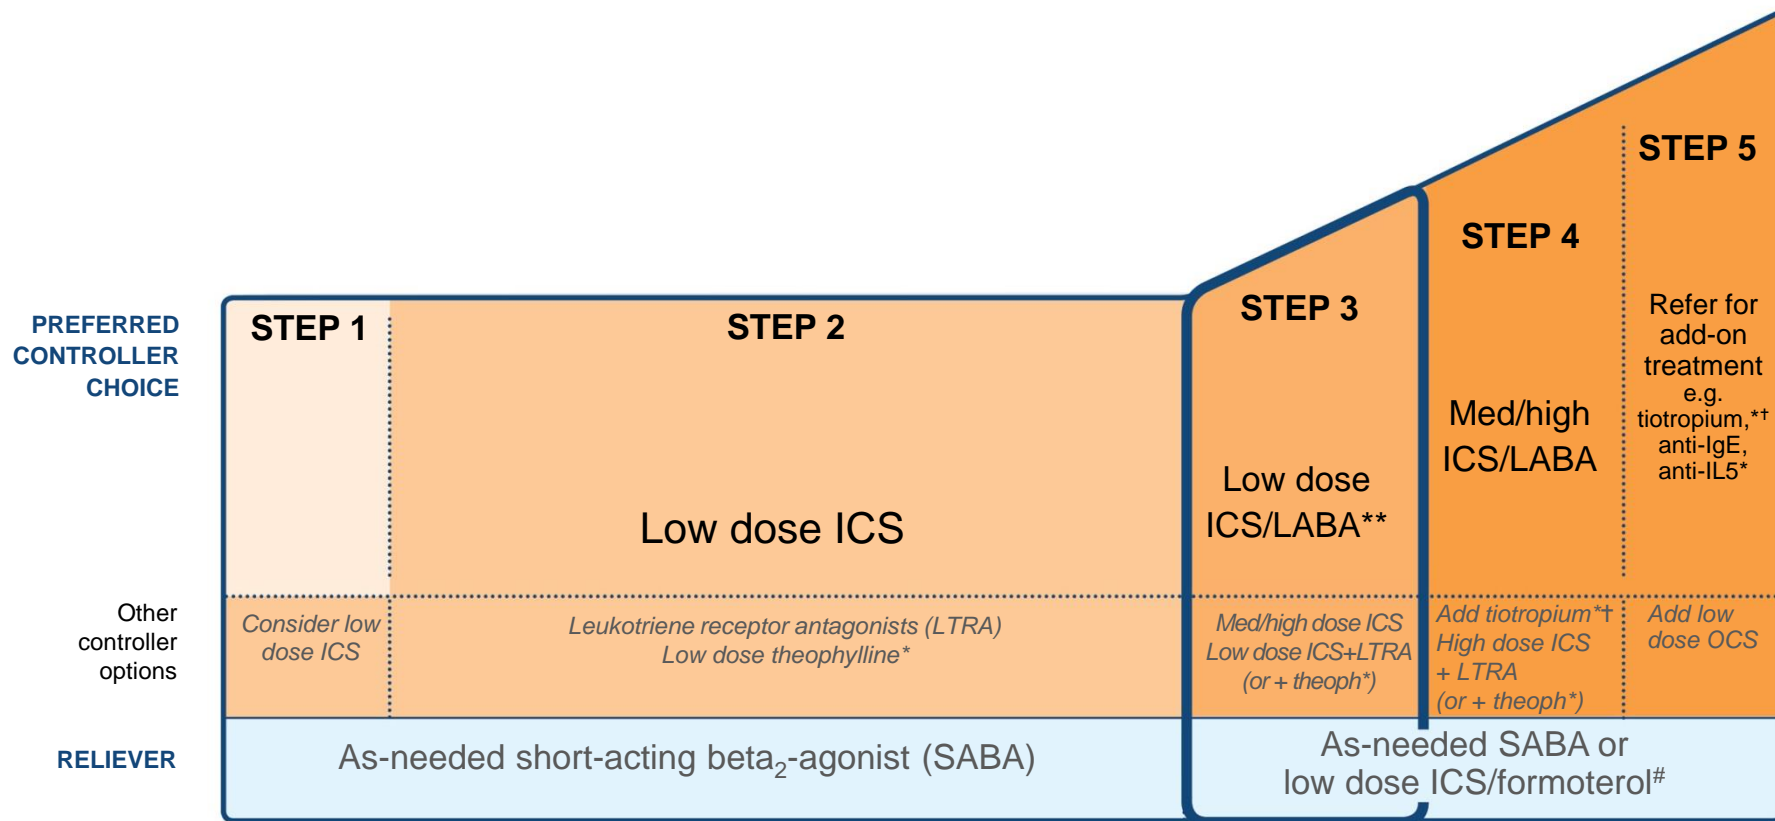 STEP 5
STEP 4
STEP 3
PREFERRED
CONTROLLER
CHOICE
STEP 1
STEP 2
Low dose ICS
Low dose
ICS/LABA**
Med/high
ICS/LABA
Refer for
add-on
treatment
e.g.
tiotropium,*†
anti-IgE,
anti-IL5*
Other
controller
options
Consider low
dose ICS
Leukotriene receptor antagonists (LTRA)
Low dose theophylline*
Med/high dose ICS
Low dose ICS+LTRA
(or + theoph*)
Add tiotropium*†
High dose ICS
+ LTRA
(or + theoph*)
Add low
dose OCS
RELIEVER
As-needed short-acting beta₂-agonist (SABA)
As-needed SABA or
low dose ICS/formoterol#